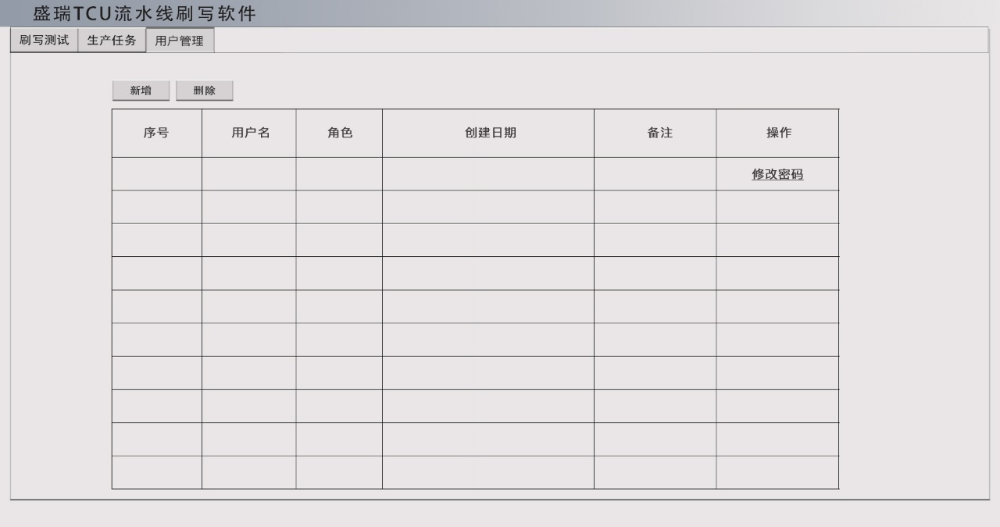 盛瑞TCU流水线刷写软件
刷写测试 生产任务 用户管理
新增 删除
序号 用户名 角色 创建日期 备注 操作
修改密码